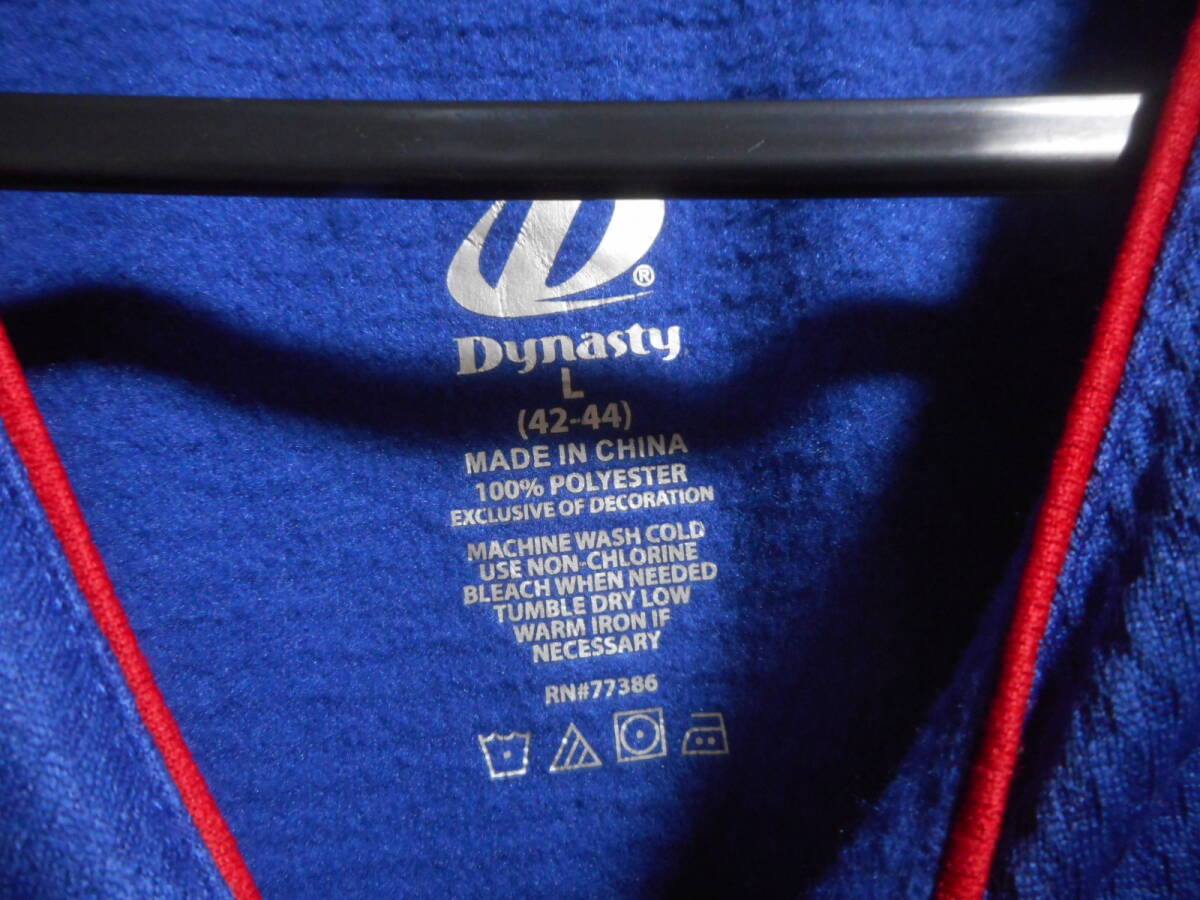 D®
Dynasty
L
(42-44)
MADE IN CHINA
100% POLYESTER
EXCLUSIVE OF DECORATION
MACHINE WASH COLD
USE NON-CHLORINE
BLEACH WHEN NEEDED
TUMBLE DRY LOW
WARM IRON IF
NECESSARY
RN#77386